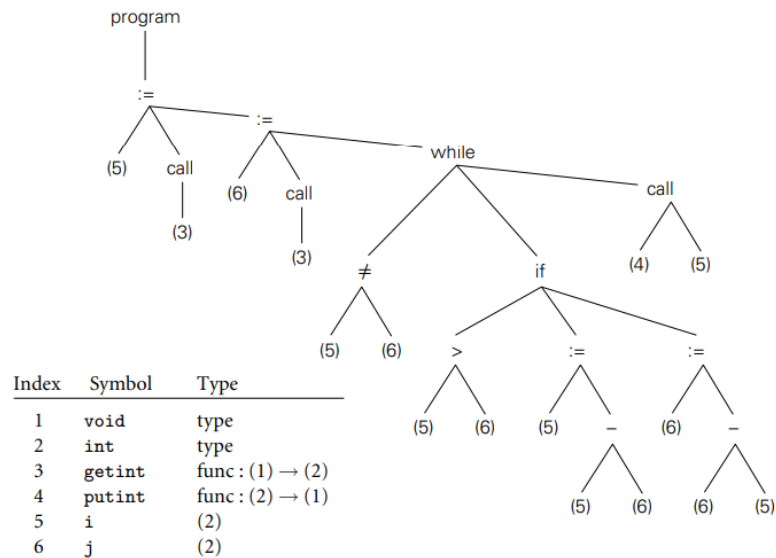 program
:=
:=
while
(5) call (6) call call
(3) (3) ≠ if (4) (5)
(5) (6) > := :=
Index Symbol Type
(5) (6) (5) − (6) −
1 void type
2 int type
3 getint func : (1) → (2)
4 putint func : (2) → (1)
(5) (6) (6) (5)
5 i (2)
6 j (2)